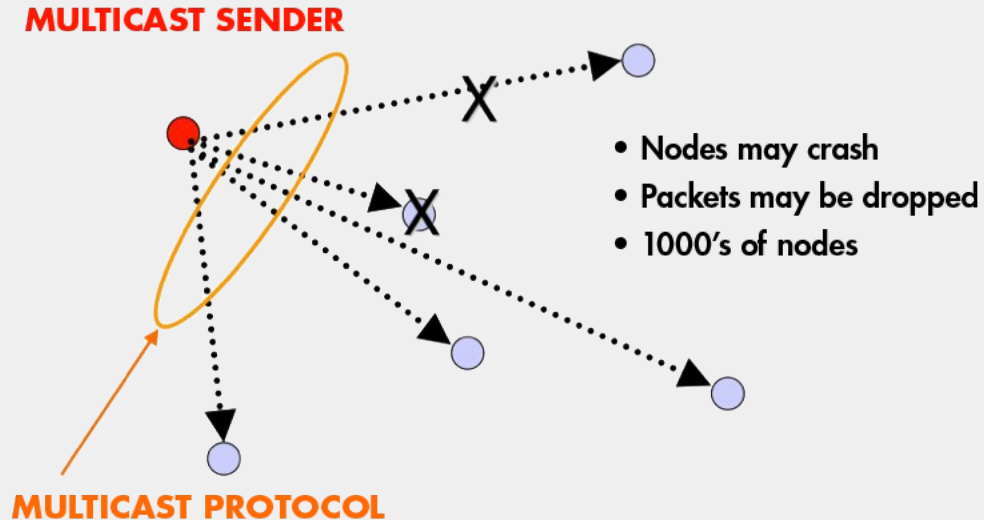 MULTICAST SENDER
X
X
• Nodes may crash
• Packets may be dropped
• 1000's of nodes
MULTICAST PROTOCOL